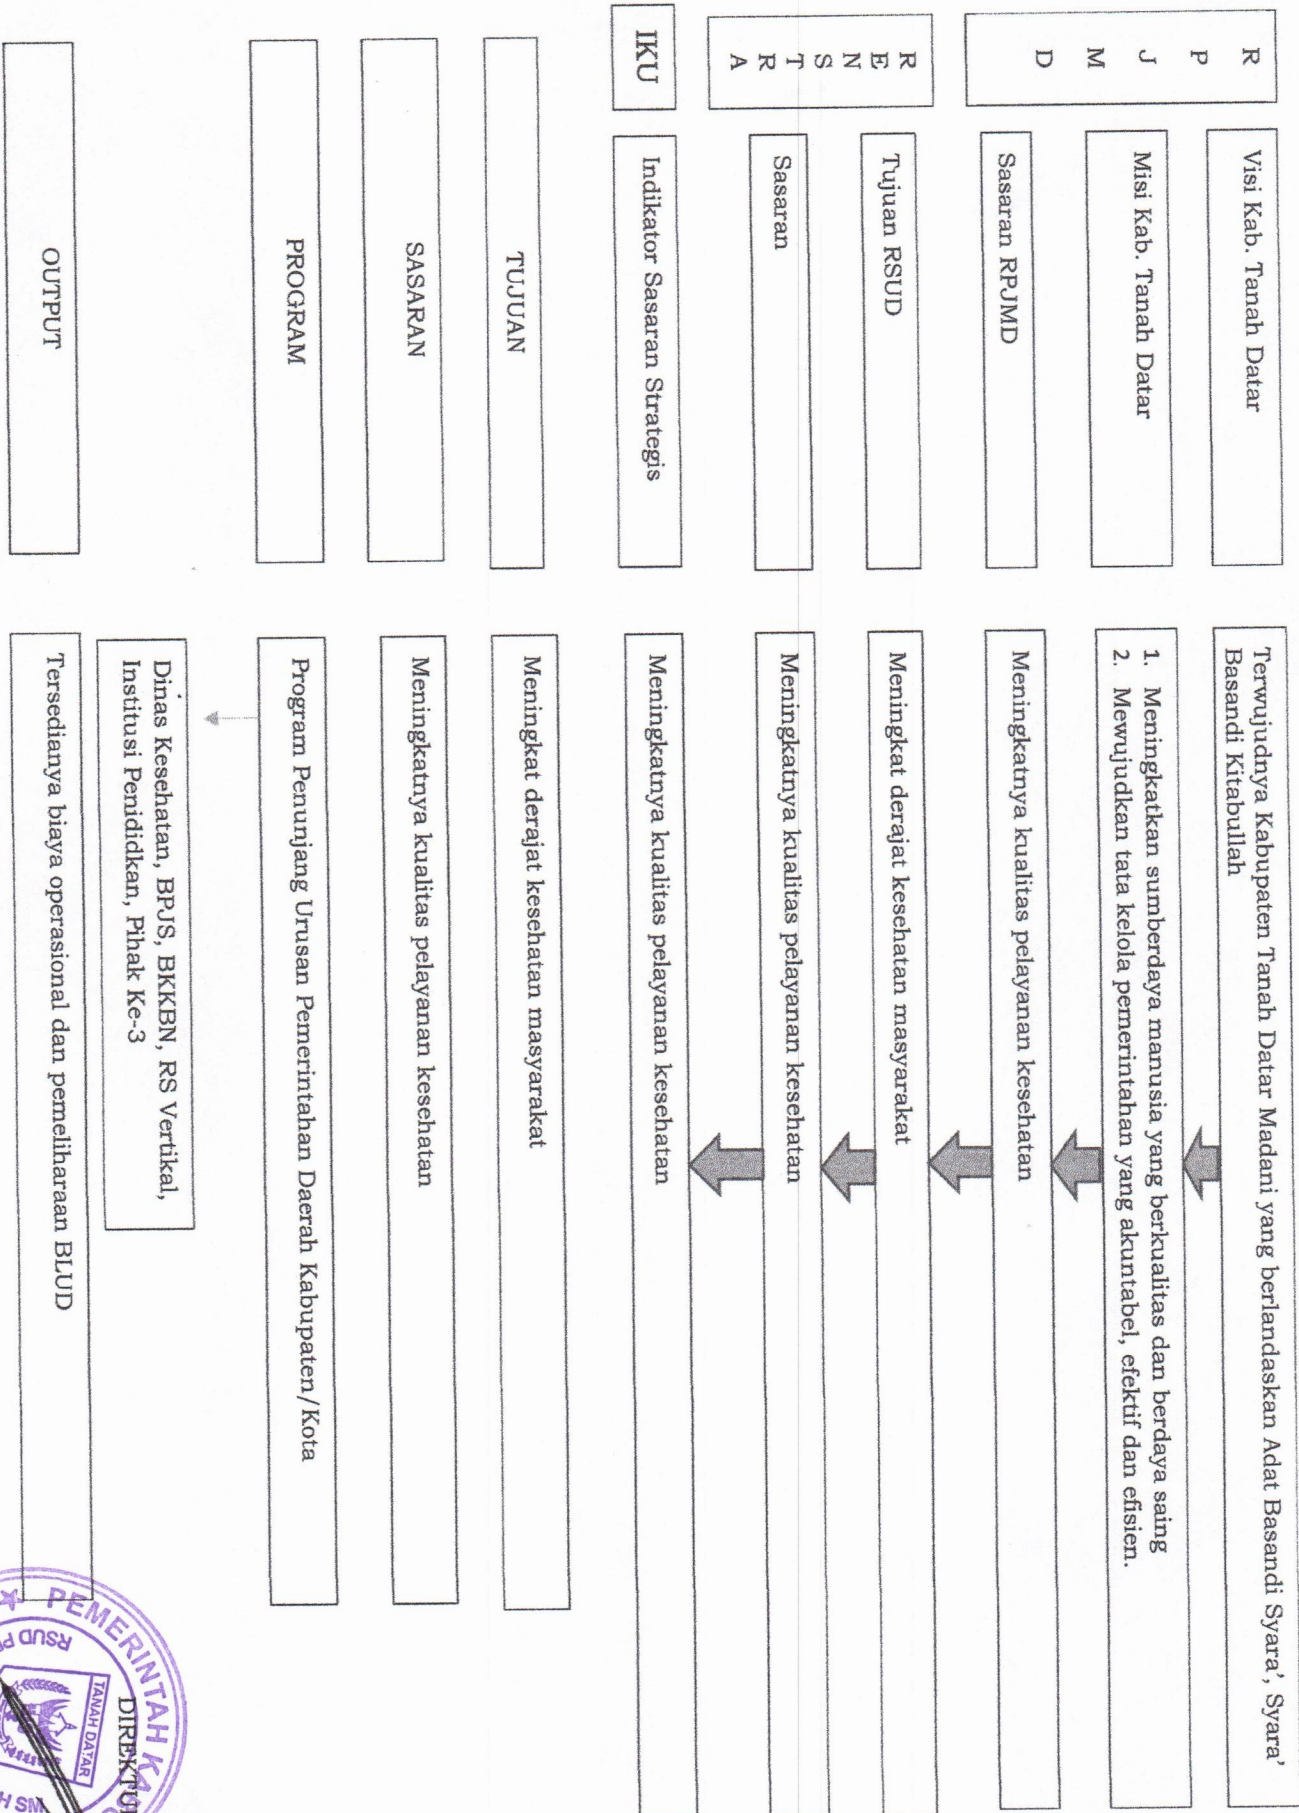 R
P
J
M
D
Visi Kab. Tanah Datar
Terwujudnya Kabupaten Tanah Datar Madani yang berlandaskan Adat Basandi Syara', Syara'
Basandi Kitabullah
Misi Kab. Tanah Datar
1. Meningkatkan sumberdaya manusia yang berkualitas dan berdaya saing
2. Mewujudkan tata kelola pemerintahan yang akuntabel, efektif dan efisien.
Sasaran RPJMD
Meningkatnya kualitas pelayanan kesehatan
R
E
N
S
T
R
A
Tujuan RSUD
Meningkat derajat kesehatan masyarakat
Sasaran
Meningkatnya kualitas pelayanan kesehatan
IKU
Indikator Sasaran Strategis
Meningkatnya kualitas pelayanan kesehatan
TUJUAN
Meningkat derajat kesehatan masyarakat
SASARAN
Meningkatnya kualitas pelayanan kesehatan
PROGRAM
Program Penunjang Urusan Pemerintahan Daerah Kabupaten/Kota
Dinas Kesehatan, BPJS, BKKBN, RS Vertikal,
Institusi Penididkan, Pihak Ke-3
OUTPUT
Tersedianya biaya operasional dan pemeliharaan BLUD
PEMERINTAH KA
DIREKTU
TANAH DATAR
RSUD